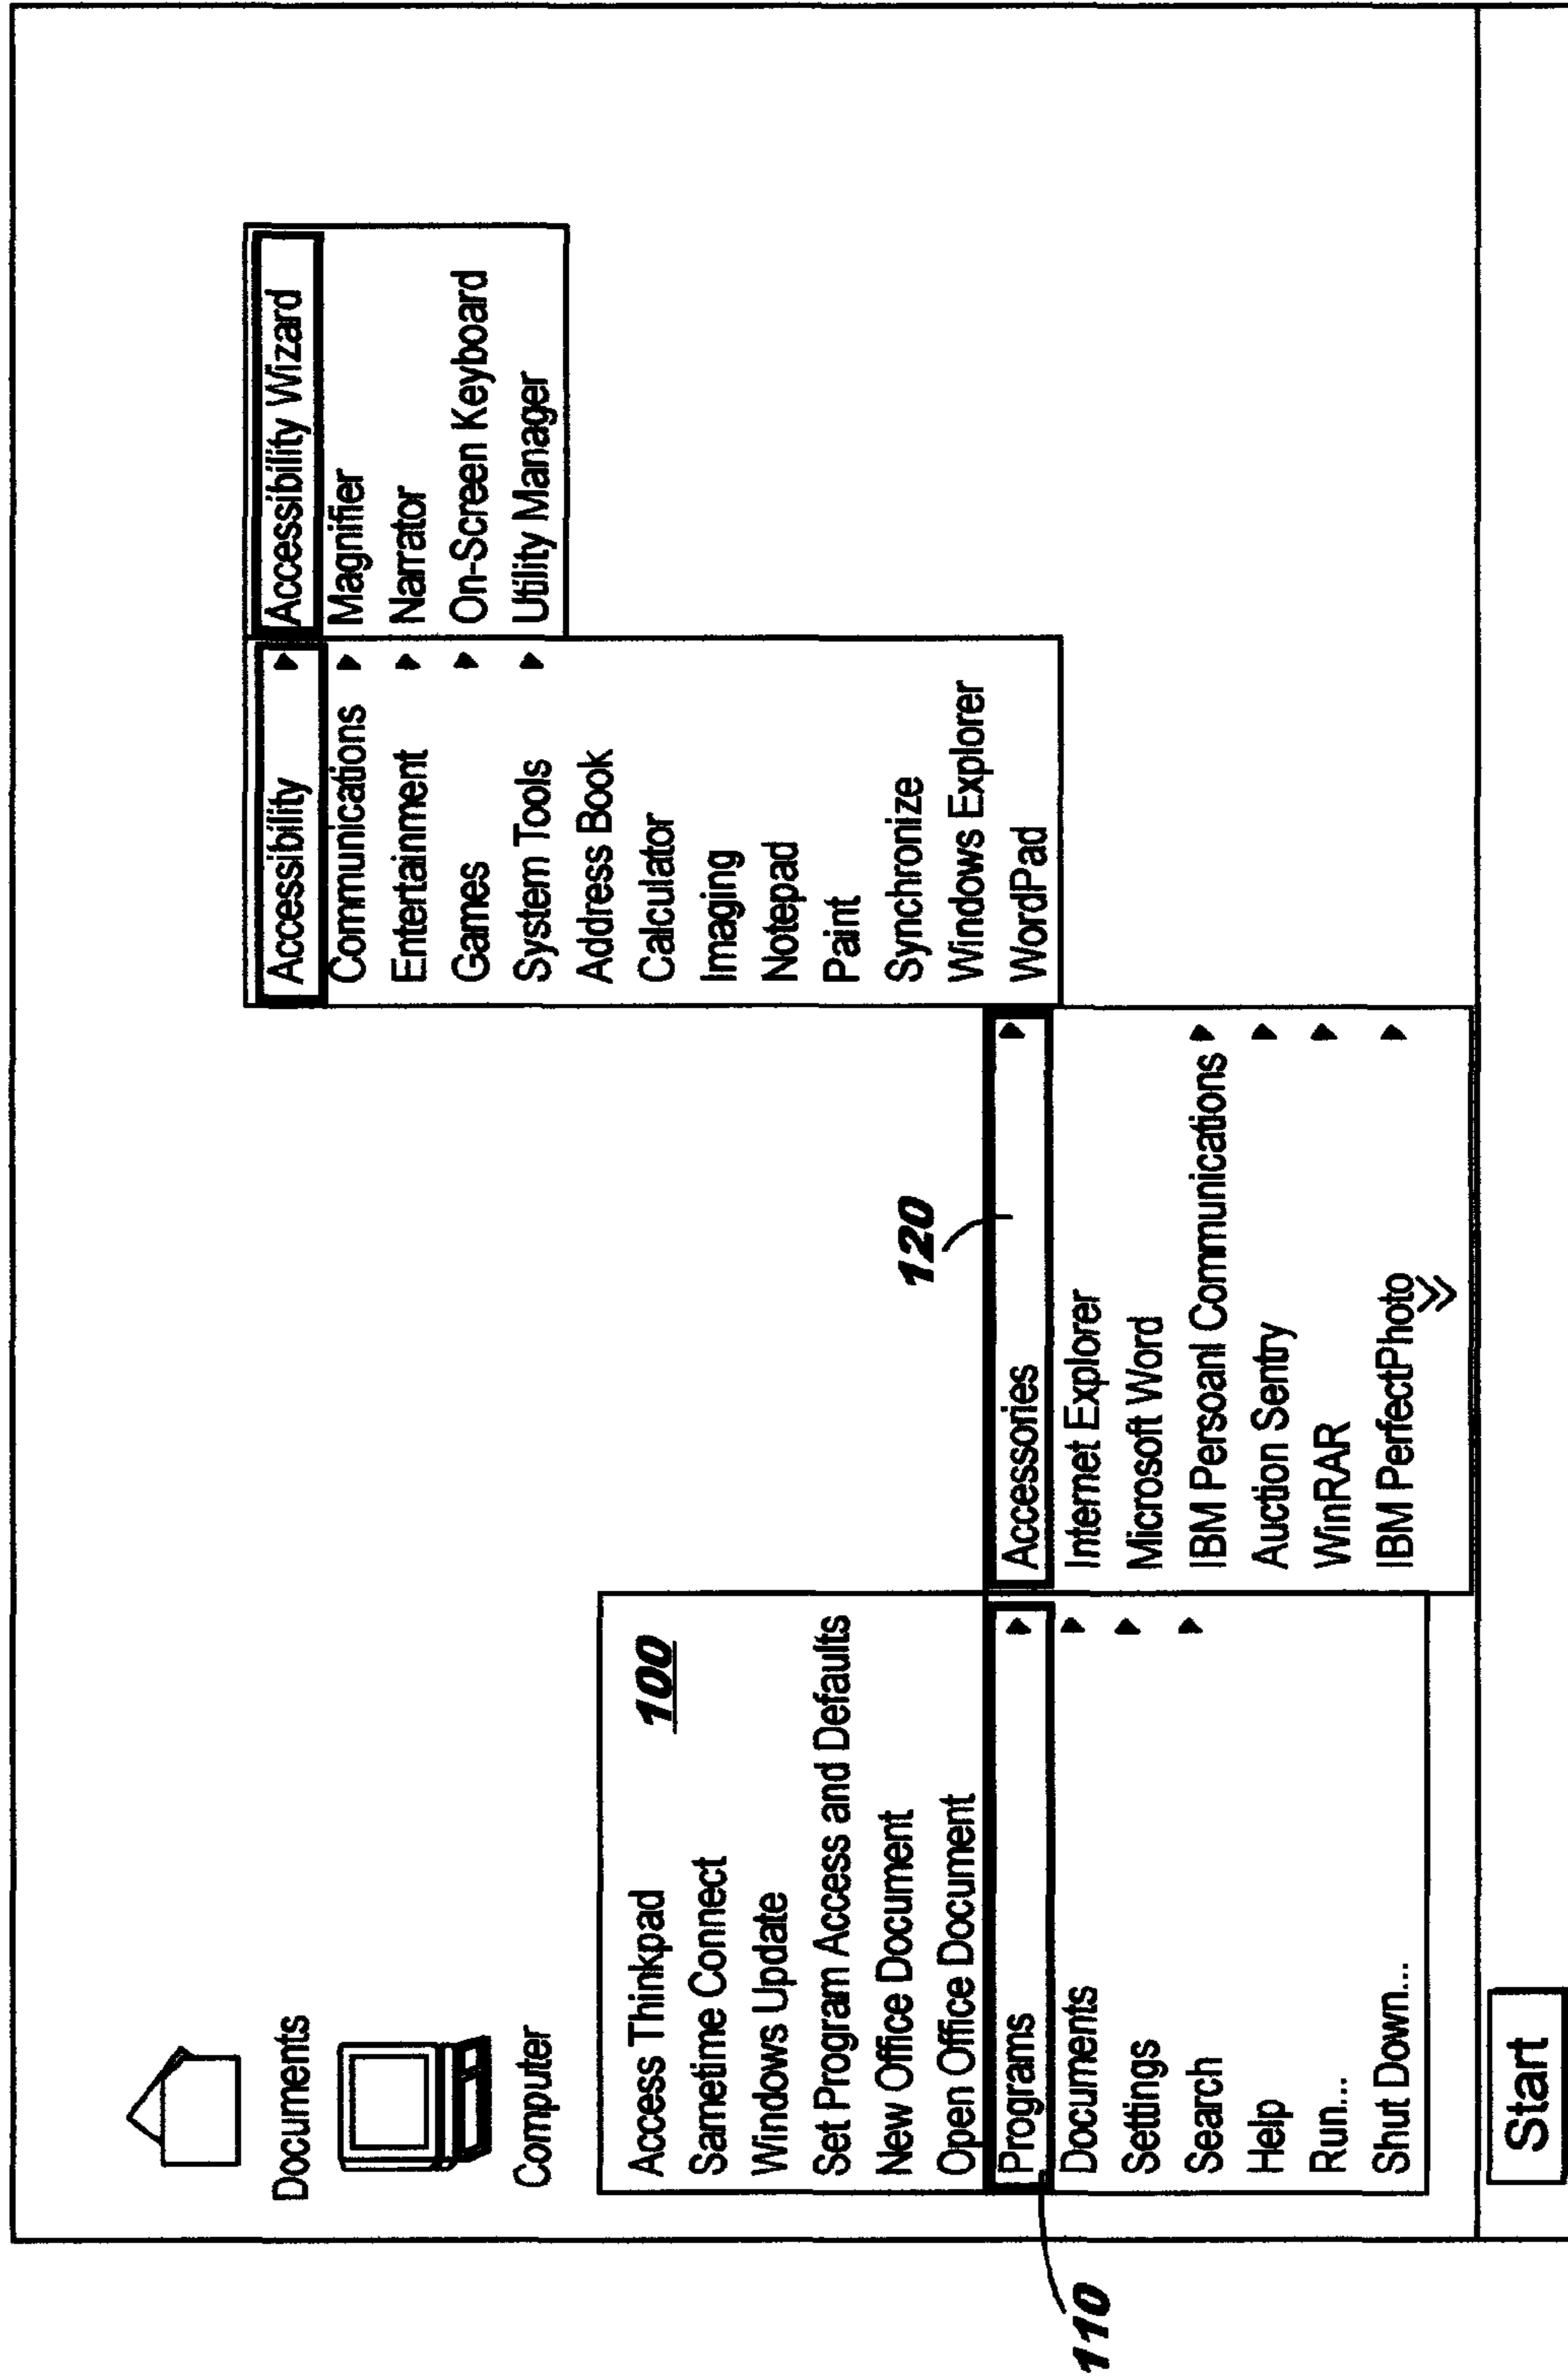 Documents
Computer
100
Access Thinkpad
Sametime Connect
Windows Update
Set Program Access and Defaults
New Office Document
Open Office Document
Programs
Documents
Settings
Search
Help
Run...
Shut Down...
110
120
Accessories
Internet Explorer
Microsoft Word
IBM Persoanl Communications
Auction Sentry
WinRAR
IBM PerfectPhoto
Accessibility
Communications
Entertainment
Games
System Tools
Address Book
Calculator
Imaging
Notepad
Paint
Synchronize
Windows Explorer
WordPad
Accessibility Wizard
Magnifier
Narrator
On-Screen Keyboard
Utility Manager
Start